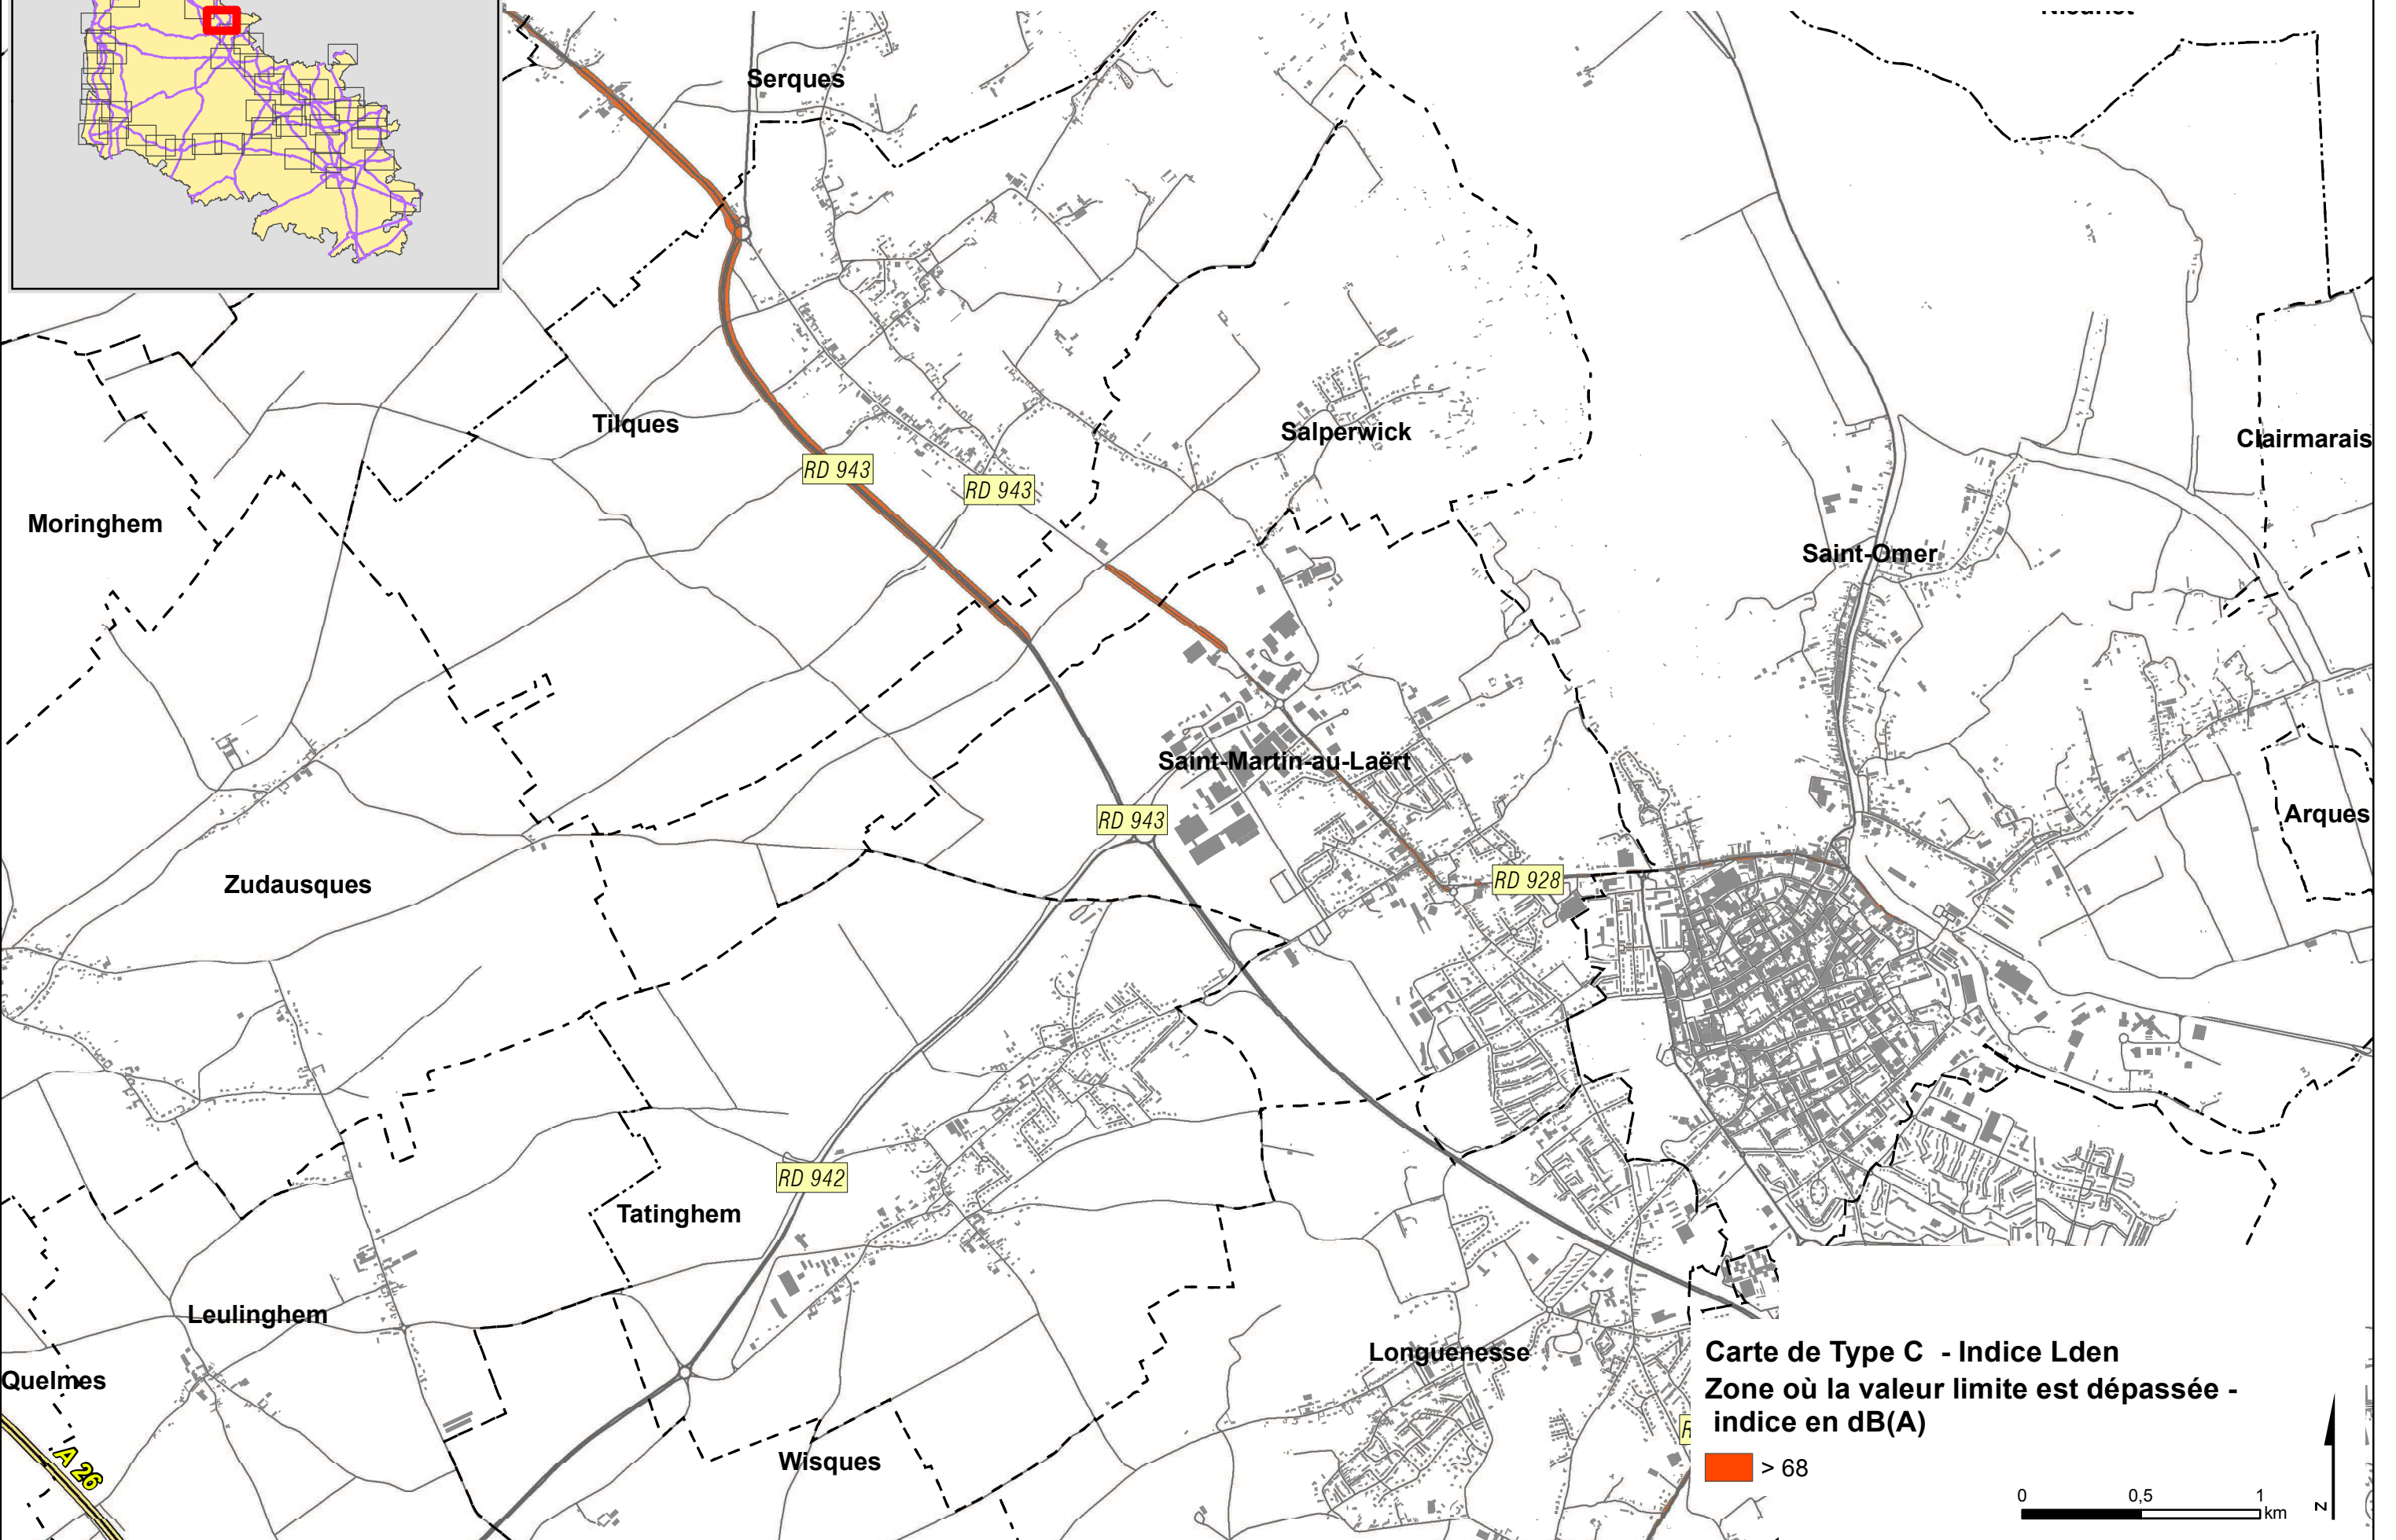 Serques
Tilques
Salperwick
Clairmarais
RD 943
RD 943
Moringhem
Saint-Omer
Saint-Martin-au-Laërt
RD 943
Arques
RD 928
Zudausques
RD 942
Tatinghem
Leulinghem
Longuenesse
Quelmes
Wisques
A 26
Carte de Type C - Indice Lden
Zone où la valeur limite est dépassée -
indice en dB(A)
> 68
0 0,5 1
km
N